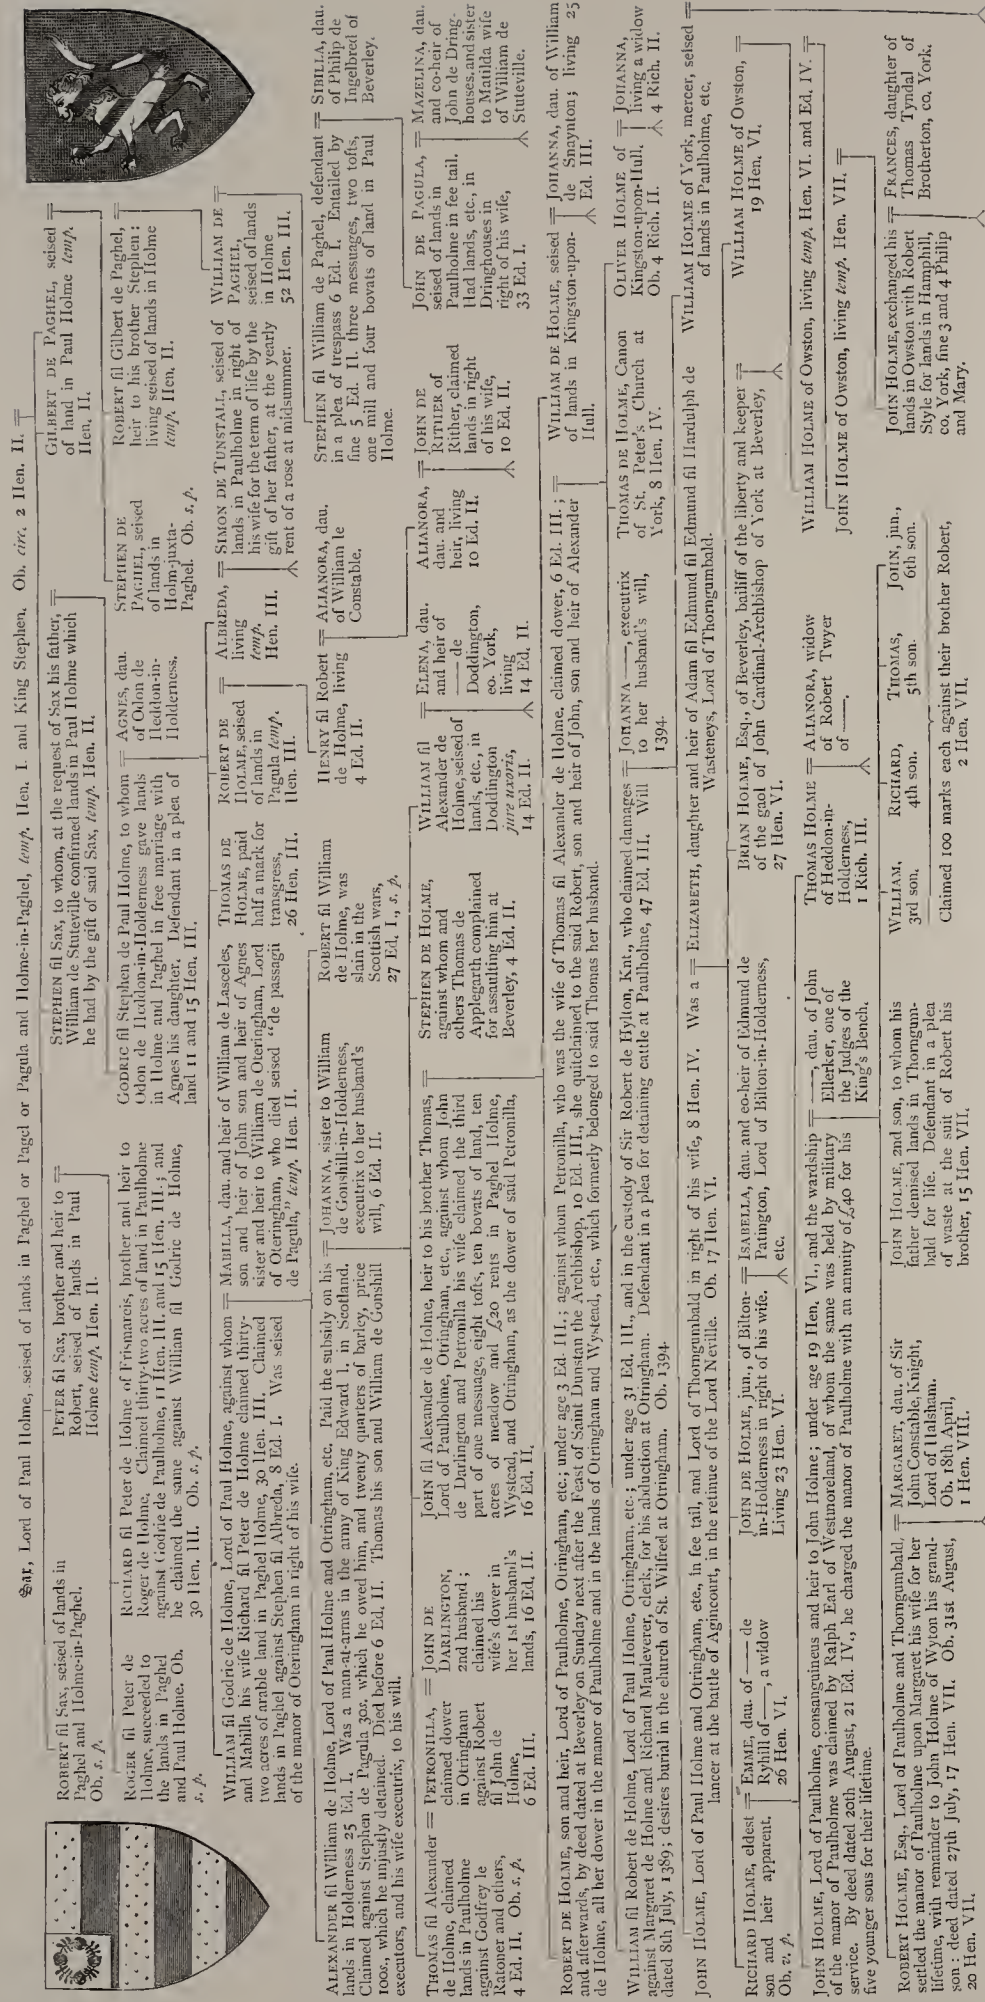 Sax, Lord of Paul Holme, seised of lands in Paghel or Pagel or Pagula and Holme-in-Paghel, temp. Hen. I. and King Stephen. Ob. circ. 2 Hen. II. =
ROBERT fil Sax, seised of lands in
Paghel and Holme-in-Paghel.
Ob. s. p.
PETER fil Sax, brother and heir to =
Robert, seised of lands in Paul
Holme temp. Hen. II.
STEPHEN fil Sax, to whom, at the request of Sax his father, =
William de Stuteville confirmed lands in Paul Holme which
he had by the gift of said Sax, temp. Hen. II.
GILBERT DE PAGHEL, seised =
of land in Paul Holme temp.
Hen. II.
ROGER fil Peter de
Holme, succeeded to
the lands in Paghel
and Paul Holme. Ob.
s. p.
RICHARD fil Peter de Holme of Frismareis, brother and heir to
Roger de Holme. Claimed thirty-two acres of land in Paulholme
against Godric de Paulholme, 11 Hen. III. and 15 Hen. III.; and
he claimed the same against William fil Godric de Holme,
30 Hen. III. Ob. s. p.
GODRIC fil Stephen de Paul Holme, to whom =
Odon de Heddon-in-Holderness gave lands
in Holme and Paghel in free marriage with
Agnes his daughter. Defendant in a plea of
land 11 and 15 Hen. III.
AGNES, dau.
of Odon de
Heddon-in-
Holderness.
STEPHEN DE
PAGHEL, seised
of lands in
Holm-juxta-
Paghel. Ob. s. p.
ROBERT fil Gilbert de Paghel, =
heir to his brother Stephen:
living seised of lands in Holme
temp. Hen. II.
WILLIAM fil Godric de Holme, Lord of Paul Holme, against whom =
and Mabilla his wife Richard fil Peter de Holme claimed thirty-
two acres of arable land in Paghel Holme, 30 Hen. III. Claimed
lands in Paghel against Stephen fil Albreda, 8 Ed. I. Was seised
of the manor of Oteringham in right of his wife.
MABILLA, dau. and heir of William de Lasceles,
son and heir of John son and heir of Agnes
sister and heir to William de Oteringham, Lord
of Oteringham, who died seised "de passagii
de Pagula," temp. Hen. II.
THOMAS DE
HOLME, paid
half a mark for
transgress,
26 Hen. III.
ROBERT DE =
HOLME, seised
of lands in
Pagula temp.
Hen. III.
ALBREDA, =
living
temp.
Hen. III.
SIMON DE TUNSTALL, seised of
lands in Paulholme in right of
his wife for the term of life by the
gift of her father, at the yearly
rent of a rose at midsummer.
WILLIAM DE =
PAGHEL,
seised of lands
in Holme
52 Hen. III.
ALEXANDER fil William de Holme, Lord of Paul Holme and Otringham, etc. Paid the subsidy on his =
lands in Holderness 25 Ed. I. Was a man-at-arms in the army of King Edward I. in Scotland.
Claimed against Stephen de Pagula 30s. which he owed him, and twenty quarters of barley, price
100s., which he unjustly detained. Died before 6 Ed. II. Thomas his son and William de Gonshill
executors, and his wife executrix, to his will.
JOHANNA, sister to William
de Gonshill-in-Holderness,
executrix to her husband's
will, 6 Ed. II.
ROBERT fil William
de Holme, was
slain in the
Scottish wars,
27 Ed. I., s. p.
HENRY fil Robert =
de Holme, living
4 Ed. II.
ALIANORA, dau.
of William le
Constable.
STEPHEN fil William de Paghel, defendant =
in a plea of trespass 6 Ed. I. Entailed by
fine 5 Ed. II. three messuages, two tofts,
one mill and four bovats of land in Paul
Holme.
SIBILLA, dau.
of Philip de
Ingelbred of
Beverley.
THOMAS fil Alexander =
de Holme, claimed
lands in Paulholme
against Godfrey le
Ratoner and others,
4 Ed. II. Ob. s. p.
PETRONILLA, =
claimed dower
in Otringham
against Robert
fil John de
Holme,
6 Ed. III.
JOHN DE
DARLINGTON,
2nd husband;
claimed his
wife's dower in
her 1st husband's
lands, 16 Ed. II.
JOHN fil Alexander de Holme, heir to his brother Thomas, =
Lord of Paulholme, Otringham, etc., against whom John
de Darlington and Petronilla his wife claimed the third
part of one messuage, eight tofts, ten bovats of land, ten
acres of meadow and £20 rents in Paghel Holme,
Wystead, and Otringham, as the dower of said Petronilla,
16 Ed. II.
STEPHEN DE HOLME,
against whom and
others Thomas de
Applegarth complained
for assaulting him at
Beverley, 4 Ed. II.
WILLIAM fil =
Alexander de
Holme, seised of
lands, etc., in
Doddington
jure uxoris,
14 Ed. II.
ELENA, dau.
and heir of
—— de
Doddington,
co. York,
living
14 Ed. II.
ALIANORA, =
dau. and
heir, living
10 Ed. II.
JOHN DE
RITHER of
Rither, claimed
lands in right
of his wife,
10 Ed. II.
JOHN DE PAGULA, =
seised of lands in
Paulholme in fee tail.
Had lands, etc., in
Dringhouses in
right of his wife,
33 Ed. I.
MAZELINA, dau.
and co-heir of
John de Dring-
houses, and sister
to Matilda wife
of William de
Stuteville.
ROBERT DE HOLME, son and heir, Lord of Paulholme, Otringham, etc.; under age 3 Ed. III.; against whom Petronilla, who was the wife of Thomas fil Alexander de Holme, claimed dower, 6 Ed. III.; =
and afterwards, by deed dated at Beverley on Sunday next after the Feast of Saint Dunstan the Archbishop, 10 Ed. III., she quitclaimed to the said Robert, son and heir of John, son and heir of Alexander
de Holme, all her dower in the manor of Paulholme and in the lands of Otringham and Wystead, etc., which formerly belonged to said Thomas her husband.
WILLIAM DE HOLME, seised =
of lands in Kingston-upon-
Hull.
JOHANNA, dau. of William
de Snaynton; living 25
Ed. III.
WILLIAM fil Robert de Holme, Lord of Paul Holme, Otringham, etc.; under age 31 Ed. III., and in the custody of Sir Robert de Hylton, Knt., who claimed damages =
against Margaret de Holme and Richard Mauleverer, clerk, for his abduction at Otringham. Defendant in a plea for detaining cattle at Paulholme, 47 Ed. III. Will
dated 8th July, 1389; desires burial in the church of St. Wilfred at Otringham. Ob. 1394.
JOHANNA ——, executrix
to her husband's will,
1394.
THOMAS DE HOLME, Canon
of St. Peter's Church at
York, 8 Hen. IV.
OLIVER HOLME of =
Kingston-upon-Hull.
Ob. 4 Rich. II.
JOHANNA,
living a widow
4 Rich. II.
JOHN HOLME, Lord of Paul Holme and Otringham, etc., in fee tail, and Lord of Thorngumbald in right of his wife, 8 Hen. IV. Was a =
lancer at the battle of Agincourt, in the retinue of the Lord Neville. Ob. 17 Hen. VI.
ELIZABETH, daughter and heir of Adam fil Edmund fil Hardulph de
Wasteneys, Lord of Thorngumbald.
WILLIAM HOLME of York, mercer, seised =
of lands in Paulholme, etc.
RICHARD HOLME, eldest =
son and heir apparent.
Ob. v. p.
EMME, dau. of —— de
Ryhill of ——, a widow
26 Hen. VI.
JOHN DE HOLME, jun., of Bilton- =
in-Holderness in right of his wife.
Living 23 Hen. VI.
ISABELLA, dau. and co-heir of Edmund de
Patington, Lord of Bilton-in-Holderness,
etc.
BRIAN HOLME, Esq., of Beverley, bailiff of the liberty and keeper =
of the gaol of John Cardinal-Archbishop of York at Beverley,
27 Hen. VI.
WILLIAM HOLME of Owston, =
19 Hen. VI.
JOHN HOLME, Lord of Paulholme, consanguineus and heir to John Holme; under age 19 Hen. VI., and the wardship =
of the manor of Paulholme was claimed by Ralph Earl of Westmoreland, of whom the same was held by military
service. By deed dated 20th August, 21 Ed. IV., he charged the manor of Paulholme with an annuity of £40 for his
five younger sons for their lifetime.
——, dau. of John
Ellerker, one of
the Judges of the
King's Bench.
THOMAS HOLME =
of Heddon-in-
Holderness,
1 Rich. III.
ALIANORA, widow
of Robert Twyer
of ——.
WILLIAM HOLME of Owston, living temp. Hen. VI. and Ed. IV. =
JOHN HOLME of Owston, living temp. Hen. VII. =
ROBERT HOLME, Esq., Lord of Paulholme and Thorngumbald, =
settled the manor of Paulholme upon Margaret his wife for her
lifetime, with remainder to John Holme of Wyton his grand-
son: deed dated 27th July, 17 Hen. VII. Ob. 31st August,
20 Hen. VII.
MARGARET, dau. of Sir
John Constable, Knight,
Lord of Halsham.
Ob. 18th April,
1 Hen. VIII.
JOHN HOLME, 2nd son, to whom his
father demised lands in Thorngum-
bald for life. Defendant in a plea
of waste at the suit of Robert his
brother, 15 Hen. VII.
WILLIAM,
3rd son.
RICHARD,
4th son.
THOMAS,
5th son.
JOHN, jun.,
6th son.
Claimed 100 marks each against their brother Robert,
2 Hen. VII.
JOHN HOLME, exchanged his =
lands in Owston with Robert
Style for lands in Hamphill,
co. York, fine 3 and 4 Philip
and Mary.
FRANCES, daughter of
Thomas Tyndal of
Brotherton, co. York.